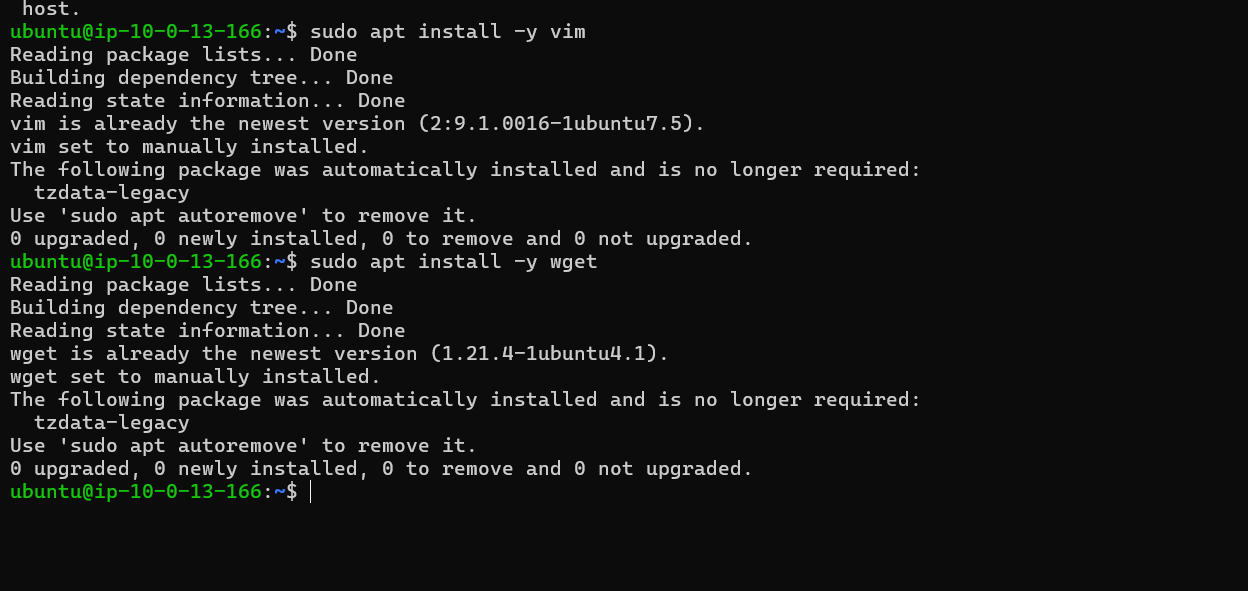 host.
ubuntu@ip-10-0-13-166:~$ sudo apt install -y vim
Reading package lists... Done
Building dependency tree... Done
Reading state information... Done
vim is already the newest version (2:9.1.0016-1ubuntu7.5).
vim set to manually installed.
The following package was automatically installed and is no longer required:
  tzdata-legacy
Use 'sudo apt autoremove' to remove it.
0 upgraded, 0 newly installed, 0 to remove and 0 not upgraded.
ubuntu@ip-10-0-13-166:~$ sudo apt install -y wget
Reading package lists... Done
Building dependency tree... Done
Reading state information... Done
wget is already the newest version (1.21.4-1ubuntu4.1).
wget set to manually installed.
The following package was automatically installed and is no longer required:
  tzdata-legacy
Use 'sudo apt autoremove' to remove it.
0 upgraded, 0 newly installed, 0 to remove and 0 not upgraded.
ubuntu@ip-10-0-13-166:~$